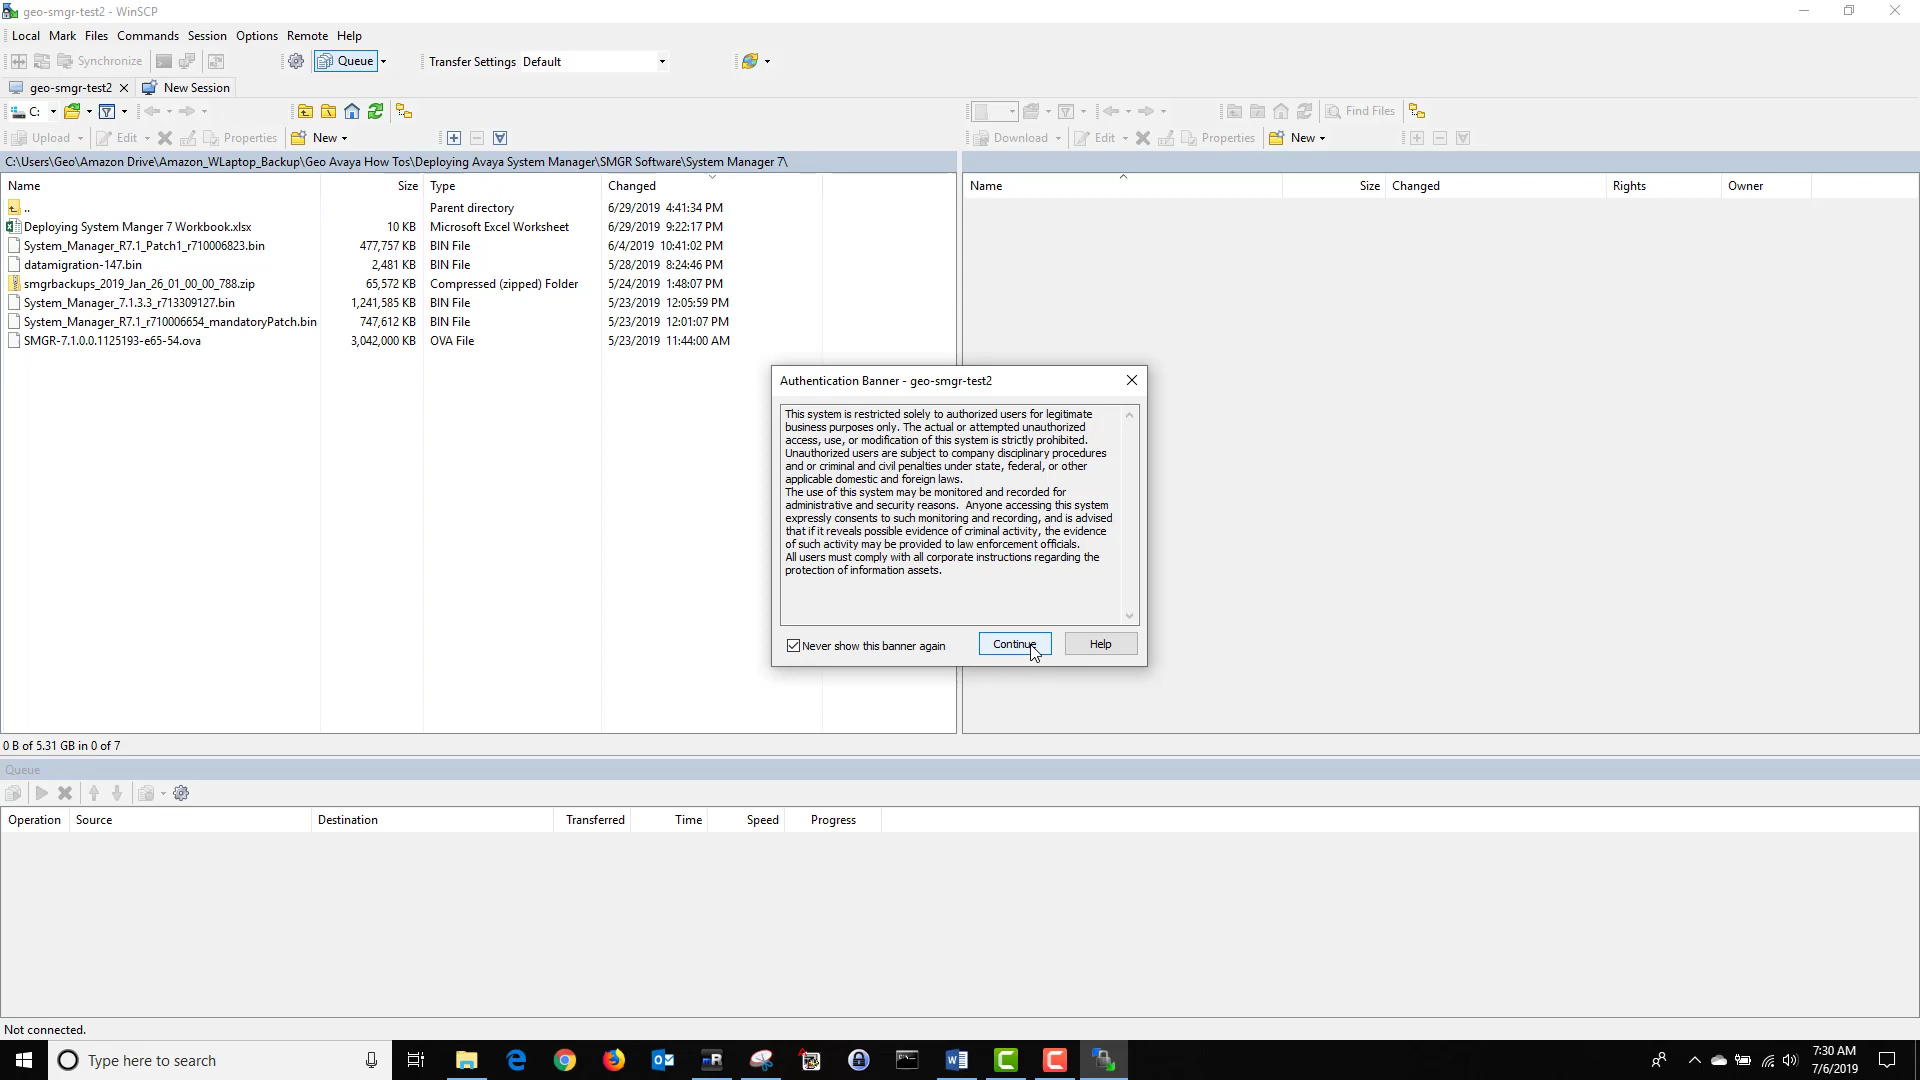 geo-smgr-test2 - WinSCP
Local Mark Files Commands Session Options Remote Help
Synchronize Queue Transfer Settings Default
geo-smgr-test2 New Session
C: Find Files
Upload Edit Properties New Download Edit Properties New
C:\Users\Geo\Amazon Drive\Amazon_WLaptop_Backup\Geo Avaya How Tos\Deploying Avaya System Manager\SMGR Software\System Manager 7\
Name Size Type Changed Name Size Changed Rights Owner
.. Parent directory 6/29/2019 4:41:34 PM
Deploying System Manger 7 Workbook.xlsx 10 KB Microsoft Excel Worksheet 6/29/2019 9:22:17 PM
System_Manager_R7.1_Patch1_r710006823.bin 477,757 KB BIN File 6/4/2019 10:41:02 PM
datamigration-147.bin 2,481 KB BIN File 5/28/2019 8:24:46 PM
smgrbackups_2019_Jan_26_01_00_00_788.zip 65,572 KB Compressed (zipped) Folder 5/24/2019 1:48:07 PM
System_Manager_7.1.3.3_r713309127.bin 1,241,585 KB BIN File 5/23/2019 12:05:59 PM
System_Manager_R7.1_r710006654_mandatoryPatch.bin 747,612 KB BIN File 5/23/2019 12:01:07 PM
SMGR-7.1.0.0.1125193-e65-54.ova 3,042,000 KB OVA File 5/23/2019 11:44:00 AM
Authentication Banner - geo-smgr-test2
This system is restricted solely to authorized users for legitimate
business purposes only. The actual or attempted unauthorized
access, use, or modification of this system is strictly prohibited.
Unauthorized users are subject to company disciplinary procedures
and or criminal and civil penalties under state, federal, or other
applicable domestic and foreign laws.
The use of this system may be monitored and recorded for
administrative and security reasons. Anyone accessing this system
expressly consents to such monitoring and recording, and is advised
that if it reveals possible evidence of criminal activity, the evidence
of such activity may be provided to law enforcement officials.
All users must comply with all corporate instructions regarding the
protection of information assets.
Never show this banner again Continue Help
0 B of 5.31 GB in 0 of 7
Queue
Operation Source Destination Transferred Time Speed Progress
Not connected.
Type here to search
7:30 AM
7/6/2019